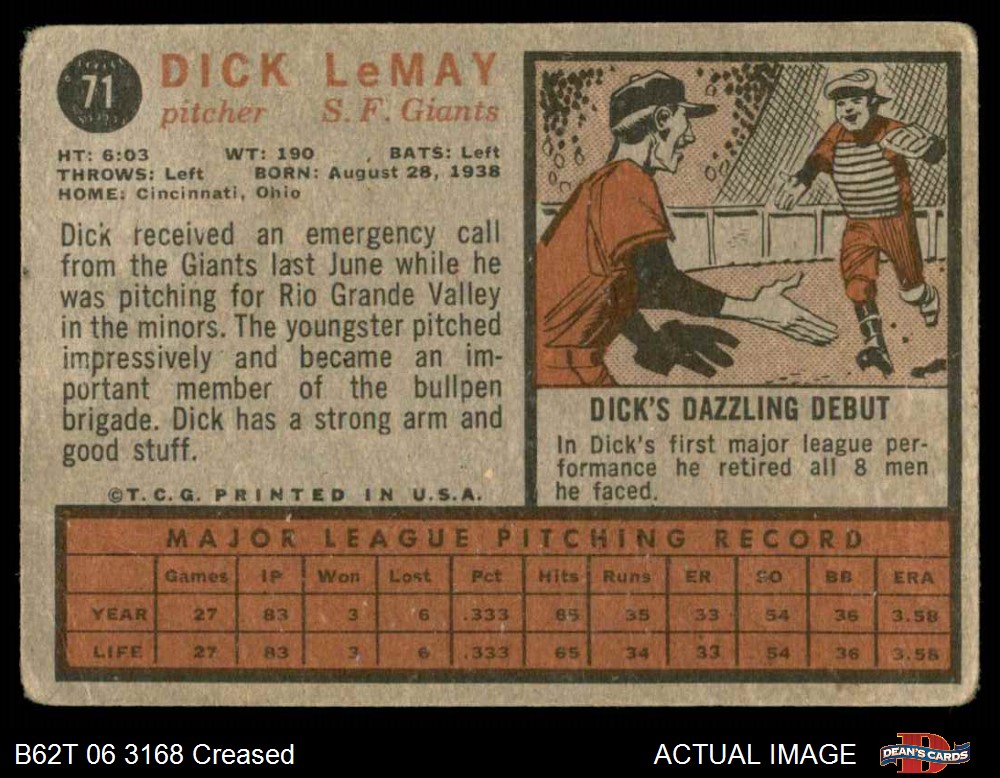 71
DICK LeMAY
pitcher S. F. Giants
HT: 6:03 WT: 190 BATS: Left
THROWS: Left BORN: August 28, 1938
HOME: Cincinnati, Ohio
Dick received an emergency call
from the Giants last June while he
was pitching for Rio Grande Valley
in the minors. The youngster pitched
impressively and became an im-
portant member of the bullpen
brigade. Dick has a strong arm and
good stuff.
©T.C.G. PRINTED IN U.S.A.
DICK'S DAZZLING DEBUT
In Dick's first major league per-
formance he retired all 8 men
he faced.
MAJOR LEAGUE PITCHING RECORD
Games IP Won Lost Pct Hits Runs ER SO BB ERA
YEAR 27 83 3 6 .333 65 35 33 54 36 3.58
LIFE 27 83 3 6 .333 65 34 33 54 36 3.58
B62T 06 3168 Creased
ACTUAL IMAGE
DEAN'S CARDS